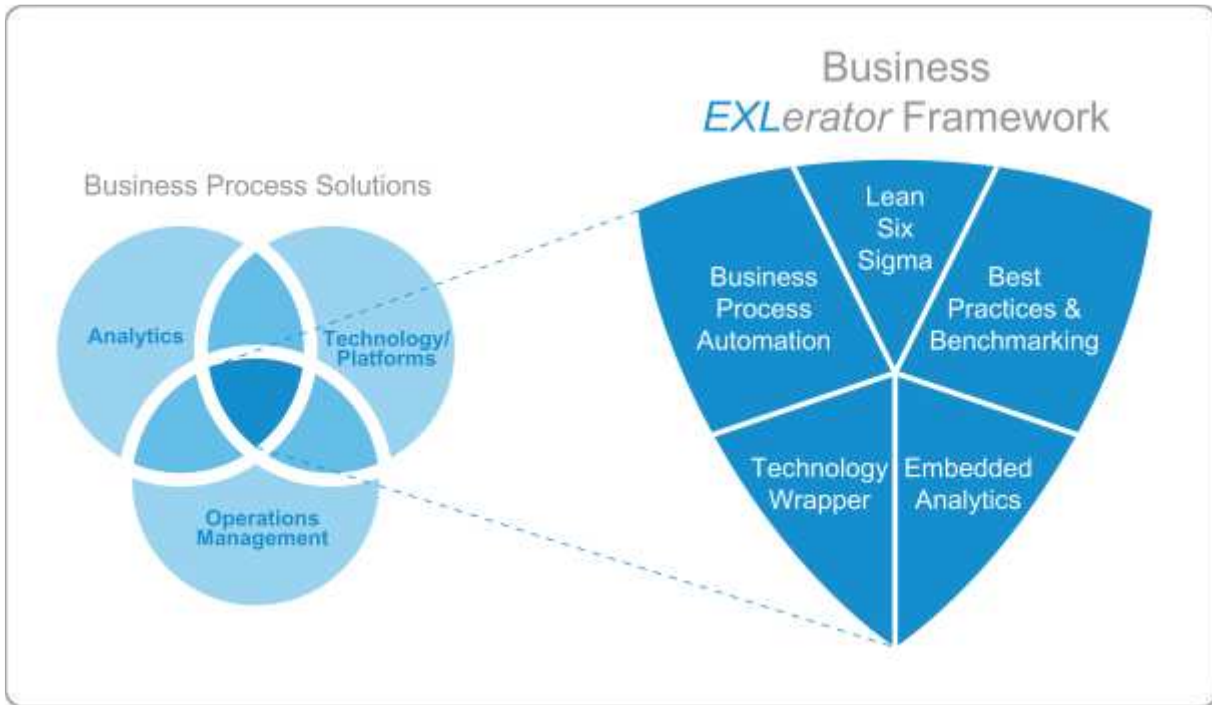 Business
EXLerator Framework
Business Process Solutions
Analytics
Technology/
Platforms
Operations
Management
Business
Process
Automation
Lean
Six
Sigma
Best
Practices &
Benchmarking
Technology
Wrapper
Embedded
Analytics